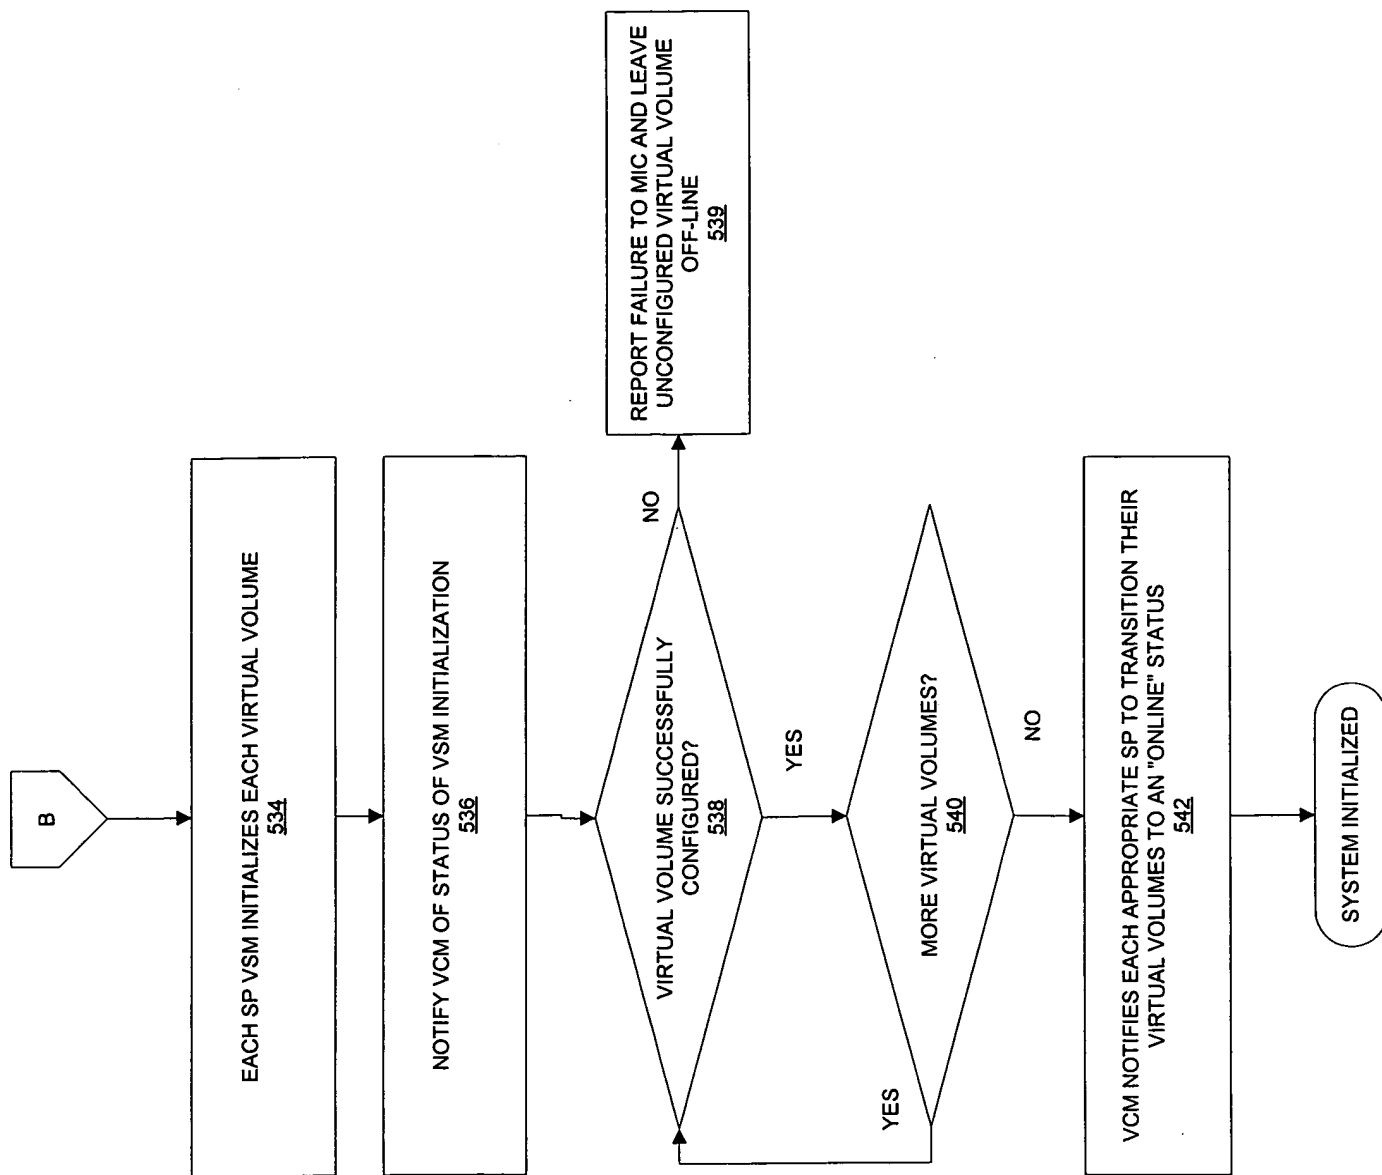 B
EACH SP VSM INITIALIZES EACH VIRTUAL VOLUME
534
NOTIFY VCM OF STATUS OF VSM INITIALIZATION
536
VIRTUAL VOLUME SUCCESSFULLY
CONFIGURED?
538
NO
REPORT FAILURE TO MIC AND LEAVE
UNCONFIGURED VIRTUAL VOLUME
OFF-LINE
539
YES
MORE VIRTUAL VOLUMES?
540
YES
NO
VCM NOTIFIES EACH APPROPRIATE SP TO TRANSITION THEIR
VIRTUAL VOLUMES TO AN "ONLINE" STATUS
542
SYSTEM INITIALIZED